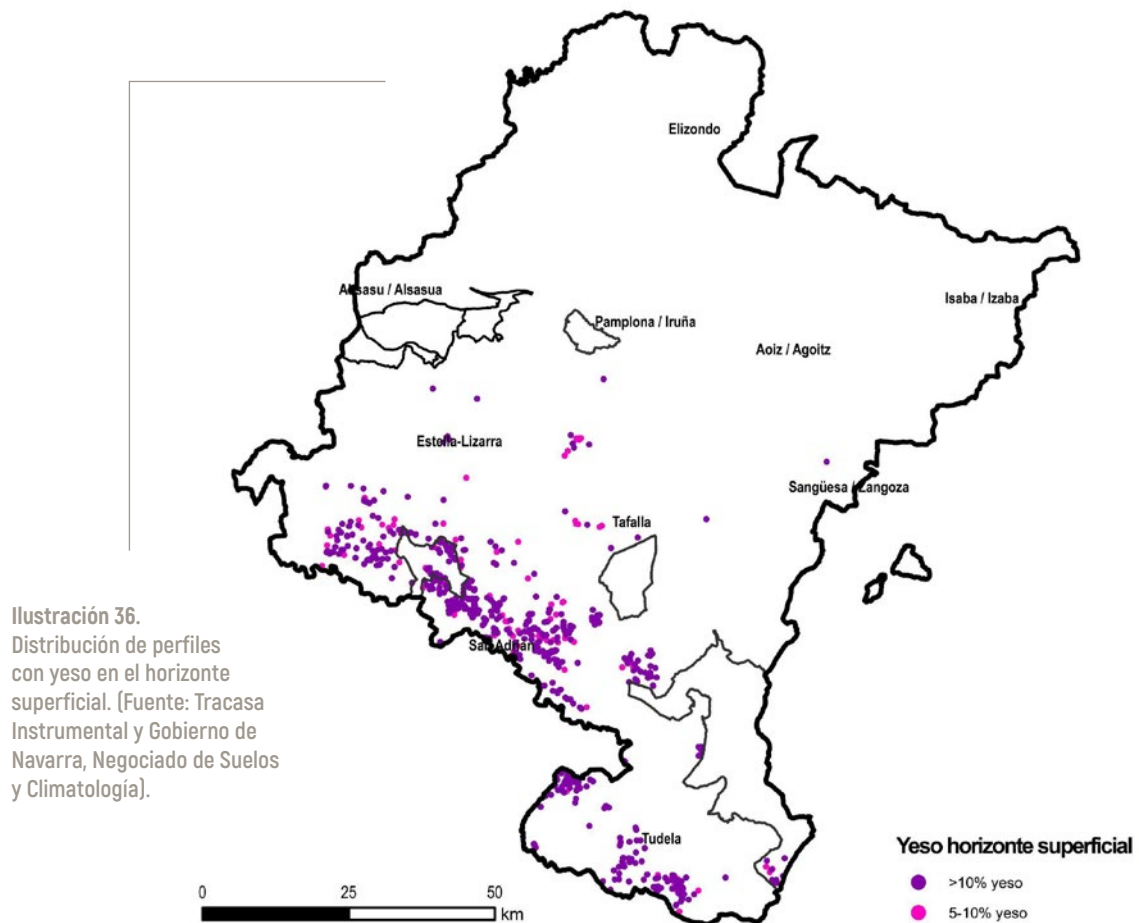 Elizondo
Altsasu / Alsasua
Isaba / Izaba
Pamplona / Iruña
Aoiz / Agoitz
Estella-Lizarra
Sangüesa / Zangoza
Tafalla
Ilustración 36.
Distribución de perfiles
con yeso en el horizonte
superficial. (Fuente: Tracasa
Instrumental y Gobierno de
Navarra, Negociado de Suelos
y Climatología).
San Adrián
Tudela
Yeso horizonte superficial
>10% yeso
5-10% yeso
0 25 50
km